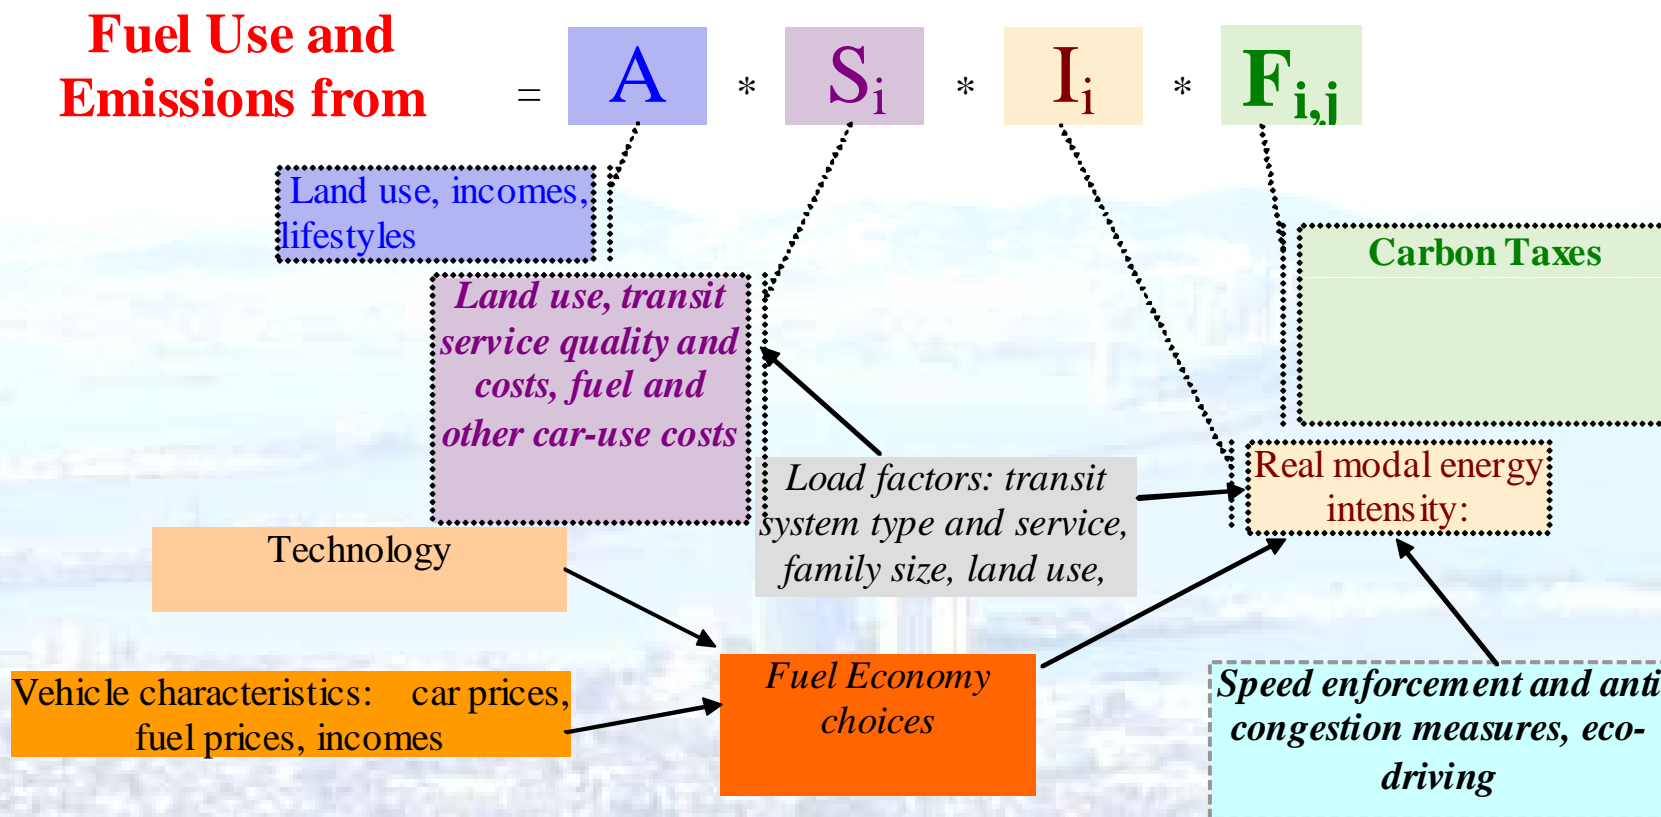 Fuel Use and
Emissions from
= A * Si * Ii * Fi,j
Land use, incomes,
lifestyles
Carbon Taxes
Land use, transit
service quality and
costs, fuel and
other car-use costs
Load factors: transit
system type and service,
family size, land use,
Real modal energy
intensity:
Technology
Vehicle characteristics: car prices,
fuel prices, incomes
Fuel Economy
choices
Speed enforcement and anti
congestion measures, eco-
driving